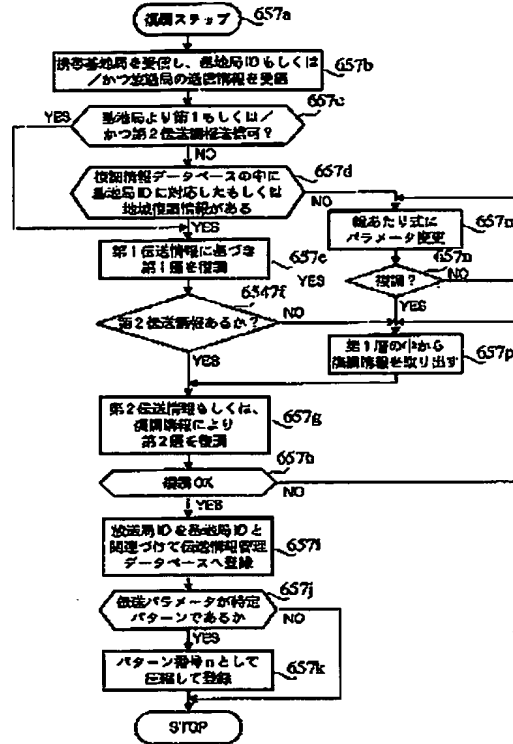 復調ステップ
657a
携帯基地局を受信し、基地局IDもしくは
/かつ放送局の送信情報を受信
657b
基地局より第1もしくは/
かつ第2伝送情報送信可?
657c
YES
NO
復調情報データベースの中に
基地局IDに対応したもしくは
地域復調情報がある
657d
NO
YES
総あたり式に
パラメータ変更
657m
第1伝送情報に基づき
第1層を復調
657e
YES
復調?
657n
NO
YES
第2伝送情報あるか?
6547f
NO
YES
第1層の中から
復調情報を取り出す
657p
第2伝送情報もしくは、
復調情報により
第2層を復調
657g
復調OK
657h
NO
YES
放送局IDを基地局IDと
関連づけて伝送情報管理
データベースへ登録
657i
伝送パラメータが特定
パターンであるか
657j
NO
YES
パターン番号nとして
圧縮して登録
657k
STOP